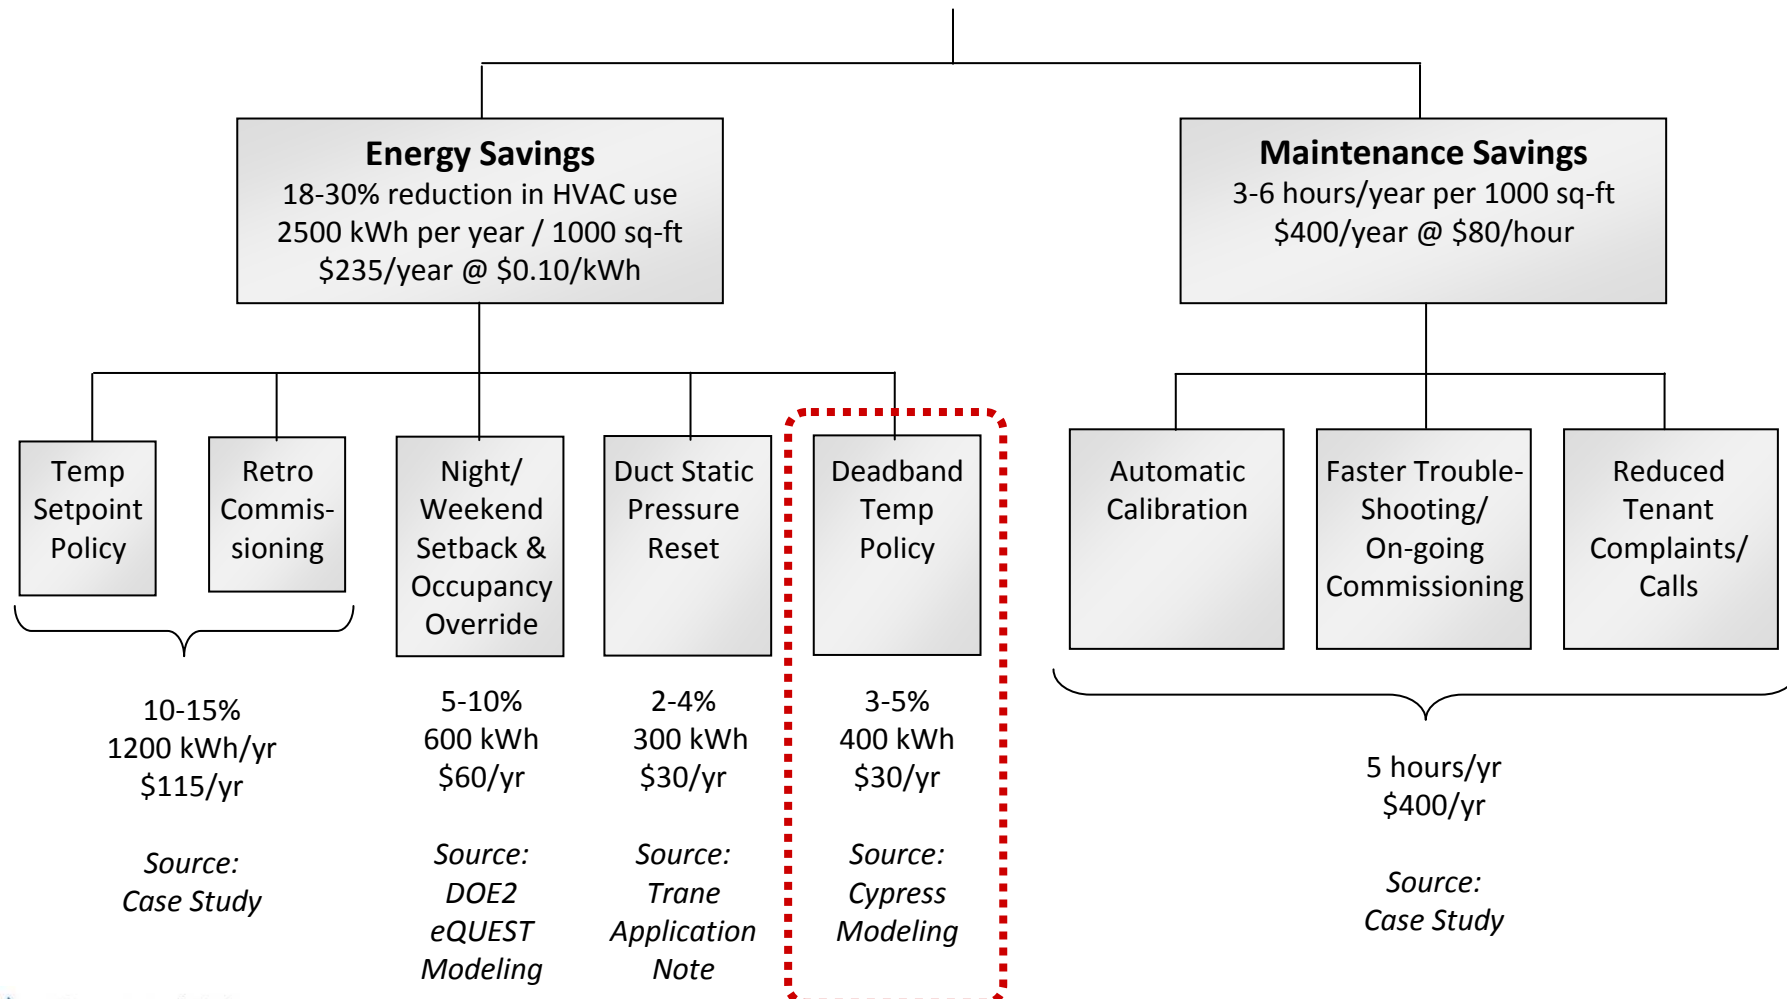 Energy Savings
18-30% reduction in HVAC use
2500 kWh per year / 1000 sq-ft
$235/year @ $0.10/kWh
Maintenance Savings
3-6 hours/year per 1000 sq-ft
$400/year @ $80/hour
Temp
Setpoint
Policy
Retro
Commis-
sioning
Night/
Weekend
Setback &
Occupancy
Override
Duct Static
Pressure
Reset
Deadband
Temp
Policy
Automatic
Calibration
Faster Trouble-
Shooting/
On-going
Commissioning
Reduced
Tenant
Complaints/
Calls
10-15%
1200 kWh/yr
$115/yr
Source:
Case Study
5-10%
600 kWh
$60/yr
Source:
DOE2
eQUEST
Modeling
2-4%
300 kWh
$30/yr
Source:
Trane
Application
Note
3-5%
400 kWh
$30/yr
Source:
Cypress
Modeling
5 hours/yr
$400/yr
Source:
Case Study